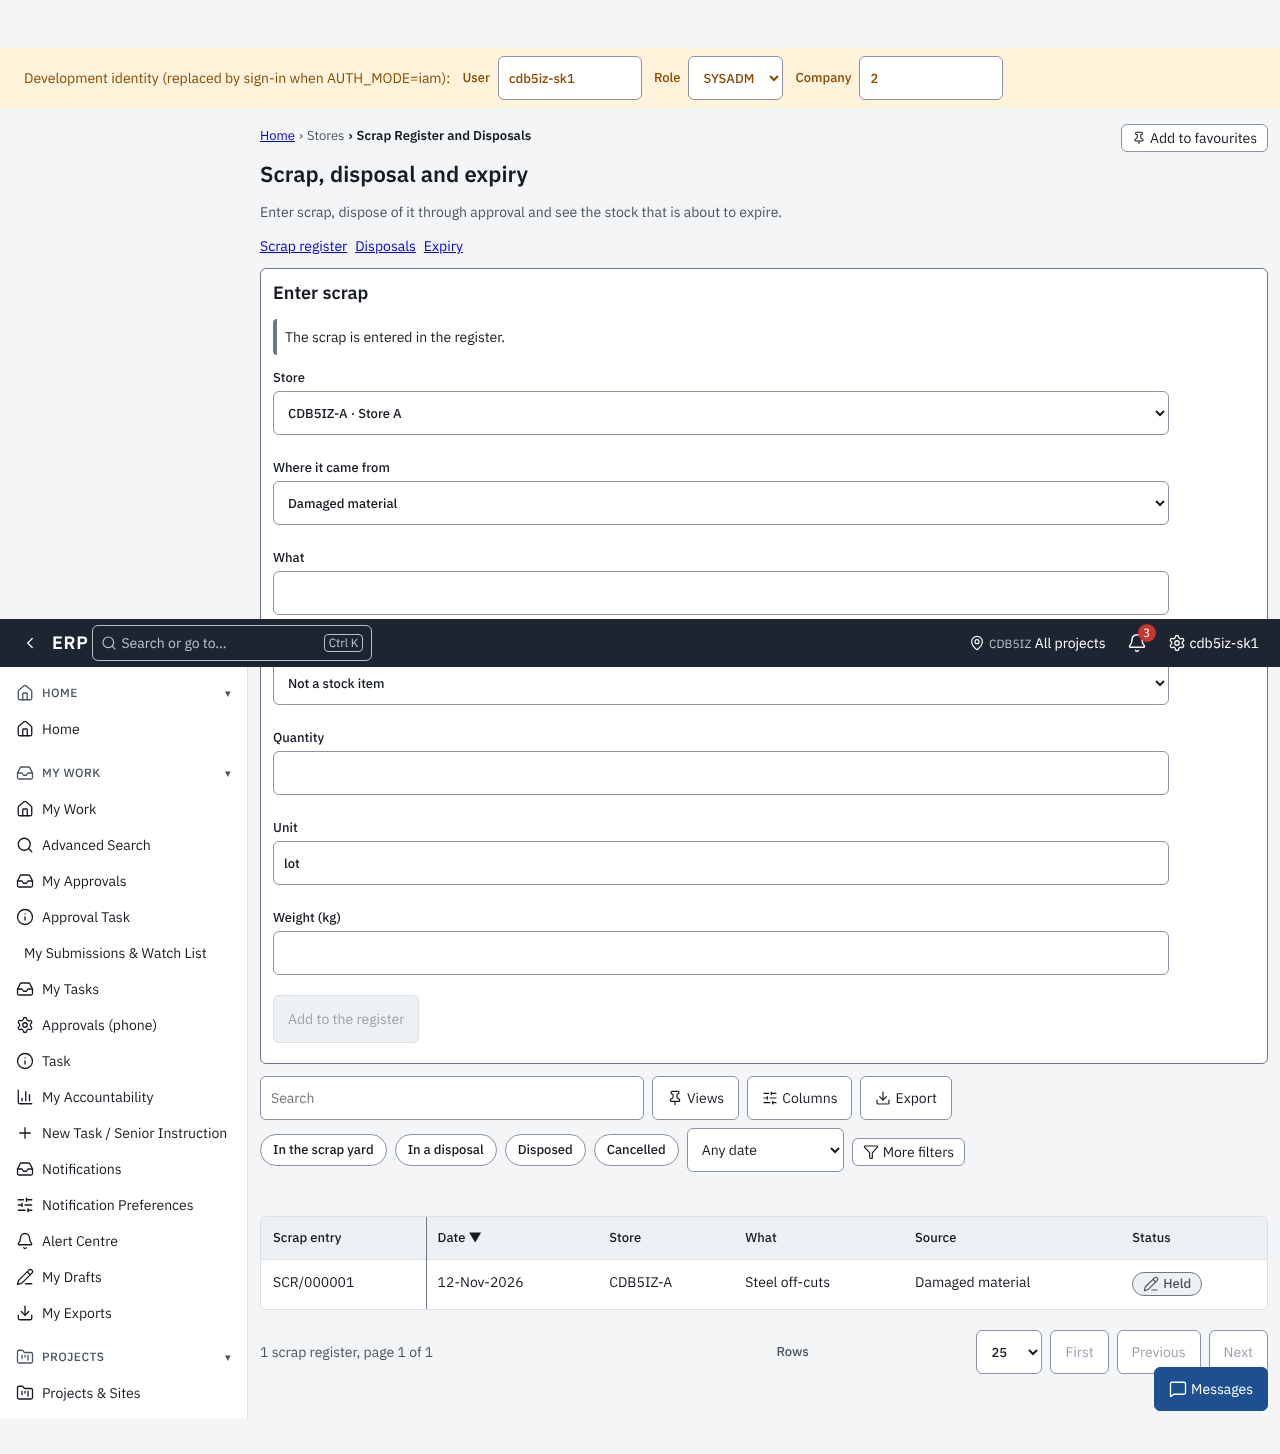 Development identity (replaced by sign-in when AUTH_MODE=iam): User cdb5iz-sk1 Role SYSADM Company 2
Home › Stores › Scrap Register and Disposals
Add to favourites
Scrap, disposal and expiry
Enter scrap, dispose of it through approval and see the stock that is about to expire.
Scrap register Disposals Expiry
Enter scrap
The scrap is entered in the register.
Store
CDB5IZ-A · Store A
Where it came from
Damaged material
What
ERP Search or go to... Ctrl K CDB5IZ All projects 3 cdb5iz-sk1
Not a stock item
Quantity
Unit
lot
Weight (kg)
Add to the register
HOME ▾
Home
MY WORK ▾
My Work
Advanced Search
My Approvals
Approval Task
My Submissions & Watch List
My Tasks
Approvals (phone)
Task
My Accountability
New Task / Senior Instruction
Notifications
Notification Preferences
Alert Centre
My Drafts
My Exports
PROJECTS ▾
Projects & Sites
Search Views Columns Export
In the scrap yard In a disposal Disposed Cancelled Any date More filters
Scrap entry Date ▼ Store What Source Status
SCR/000001 12-Nov-2026 CDB5IZ-A Steel off-cuts Damaged material Held
1 scrap register, page 1 of 1 Rows 25 First Previous Next
Messages